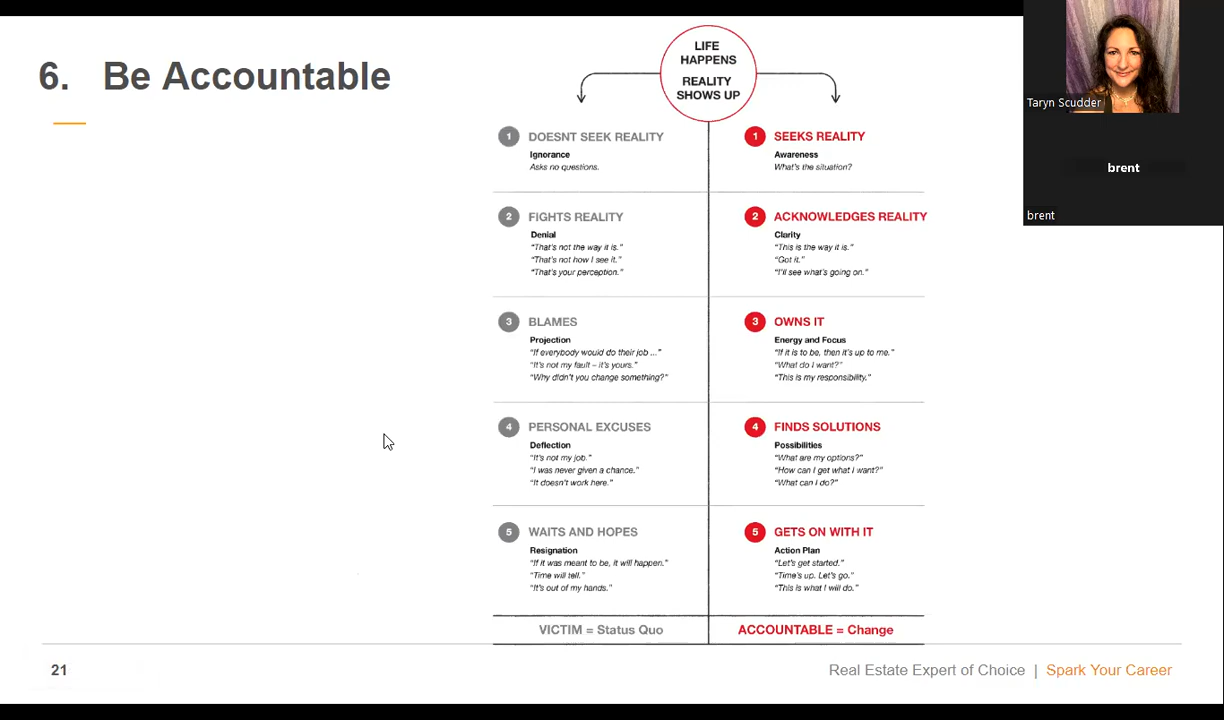 6. Be Accountable
LIFE
HAPPENS
REALITY
SHOWS UP
1 DOESNT SEEK REALITY
Ignorance
Asks no questions.
2 FIGHTS REALITY
Denial
"That's not the way it is."
"That's not how I see it."
"That's your perception."
3 BLAMES
Projection
"If everybody would do their job ..."
"It's not my fault – it's yours."
"Why didn't you change something?"
4 PERSONAL EXCUSES
Deflection
"It's not my job."
"I was never given a chance."
"It doesn't work here."
5 WAITS AND HOPES
Resignation
"If it was meant to be, it will happen."
"Time will tell."
"It's out of my hands."
VICTIM = Status Quo
1 SEEKS REALITY
Awareness
What's the situation?
2 ACKNOWLEDGES REALITY
Clarity
"This is the way it is."
"Got it."
"I'll see what's going on."
3 OWNS IT
Energy and Focus
"If it is to be, then it's up to me."
"What do I want?"
"This is my responsibility."
4 FINDS SOLUTIONS
Possibilities
"What are my options?"
"How can I get what I want?"
"What can I do?"
5 GETS ON WITH IT
Action Plan
"Let's get started."
"Time's up. Let's go."
"This is what I will do."
ACCOUNTABLE = Change
21
Real Estate Expert of Choice | Spark Your Career
Taryn Scudder
brent
brent